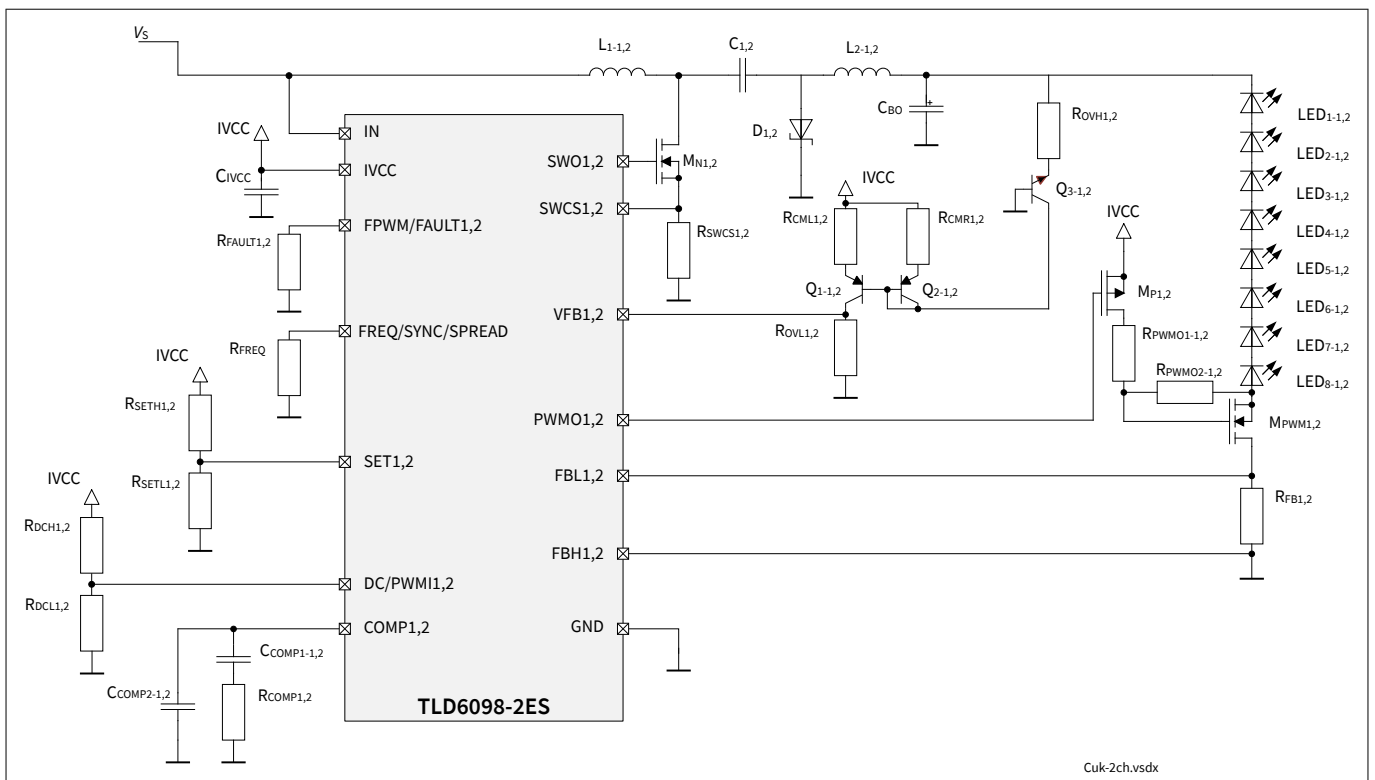 VS
L1-1,2
C1,2
L2-1,2
CBO
ROVH1,2
LED1-1,2
LED2-1,2
LED3-1,2
LED4-1,2
LED5-1,2
LED6-1,2
LED7-1,2
LED8-1,2
D1,2
IVCC
CIVCC
IN
IVCC
FPWM/FAULT1,2
FREQ/SYNC/SPREAD
SET1,2
DC/PWMI1,2
COMP1,2
SWO1,2
SWCS1,2
VFB1,2
PWMO1,2
FBL1,2
FBH1,2
GND
TLD6098-2ES
MN1,2
RSWCS1,2
IVCC
RCML1,2
RCMR1,2
Q1-1,2
Q2-1,2
Q3-1,2
ROVL1,2
IVCC
MP1,2
RPWMO1-1,2
RPWMO2-1,2
MPWM1,2
RFB1,2
RFAULT1,2
RFREQ
IVCC
RSETH1,2
RSETL1,2
IVCC
RDCH1,2
RDCL1,2
CCOMP1-1,2
CCOMP2-1,2
RCOMP1,2
Cuk-2ch.vsdx